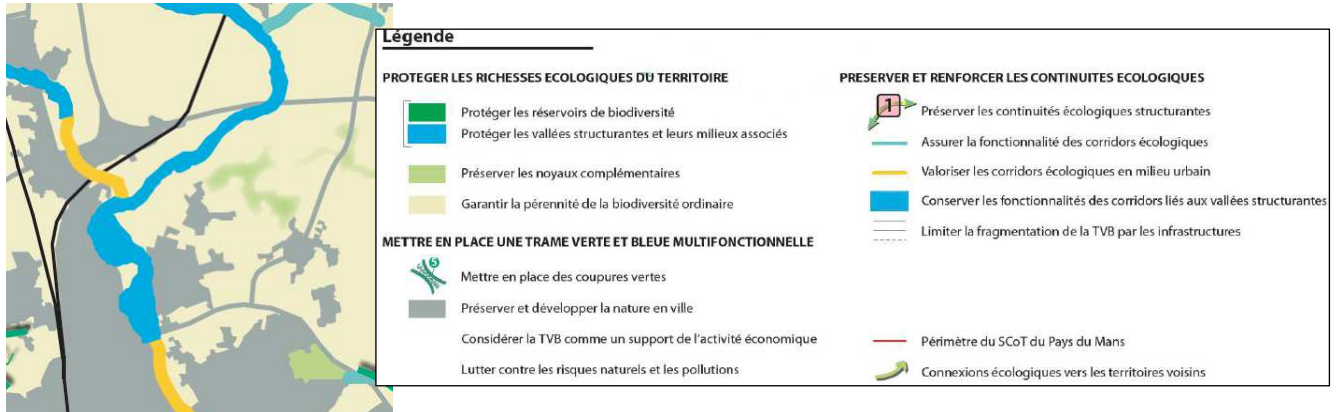 Légende
PROTEGER LES RICHESSES ECOLOGIQUES DU TERRITOIRE
Protéger les réservoirs de biodiversité
Protéger les vallées structurantes et leurs milieux associés
Préserver les noyaux complémentaires
Garantir la pérennité de la biodiversité ordinaire
METTRE EN PLACE UNE TRAME VERTE ET BLEUE MULTIFONCTIONNELLE
5
Mettre en place des coupures vertes
Préserver et développer la nature en ville
Considérer la TVB comme un support de l'activité économique
Lutter contre les risques naturels et les pollutions
PRESERVER ET RENFORCER LES CONTINUITES ECOLOGIQUES
1
Préserver les continuités écologiques structurantes
Assurer la fonctionnalité des corridors écologiques
Valoriser les corridors écologiques en milieu urbain
Conserver les fonctionnalités des corridors liés aux vallées structurantes
Limiter la fragmentation de la TVB par les infrastructures
Périmètre du SCoT du Pays du Mans
Connexions écologiques vers les territoires voisins